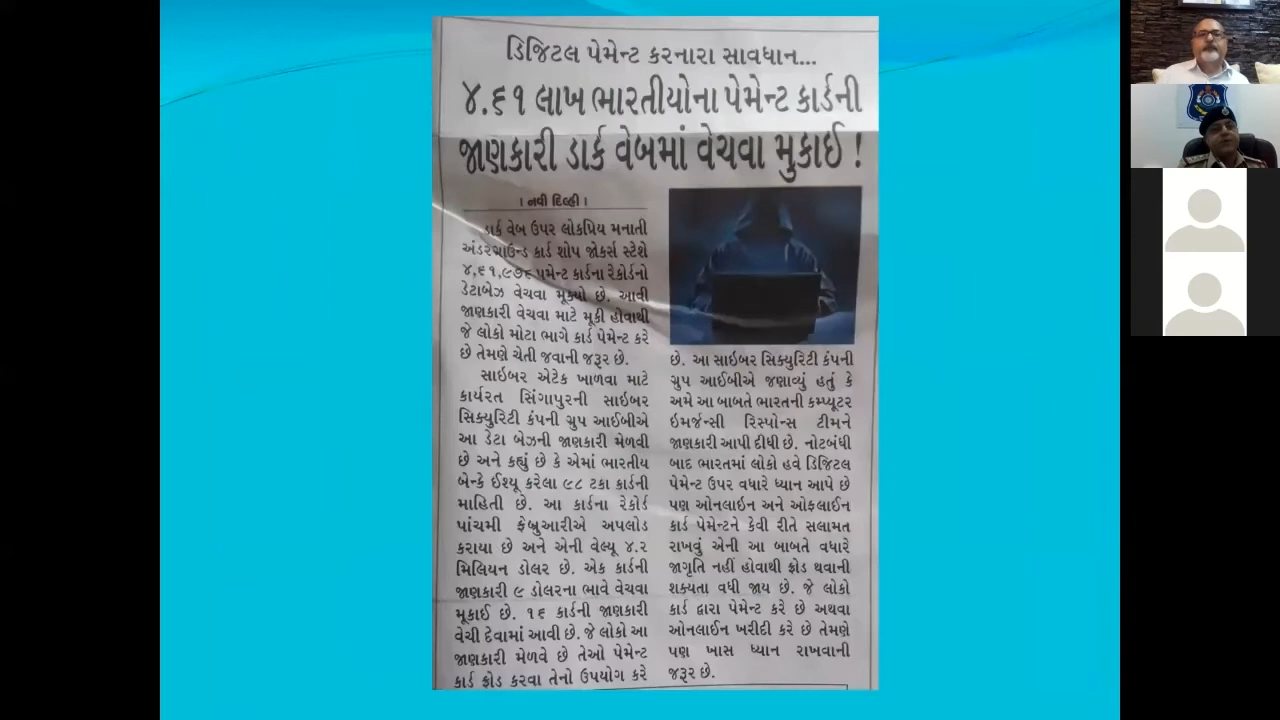 ડિજિટલ પેમેન્ટ કરનારા સાવધાન...
૪.૬૧ લાખ ભારતીયોના પેમેન્ટ કાર્ડની
જાણકારી ડાર્ક વેબમાં વેચવા મુકાઈ !
। નવી દિલ્હી ।
ડાર્ક વેબ ઉપર લોકપ્રિય મનાતી
અંડરગ્રાઉન્ડ કાર્ડ શોપ જોકર્સ સ્ટેશે
૪,૬૧,૯૭૬ પેમેન્ટ કાર્ડના રેકોર્ડનો
ડેટાબેઝ વેચવા મૂક્યો છે. આવી
જાણકારી વેચવા માટે મૂકી હોવાથી
જે લોકો મોટા ભાગે કાર્ડ પેમેન્ટ કરે
છે તેમણે ચેતી જવાની જરૂર છે.
સાઇબર એટેક ખાળવા માટે
કાર્યરત સિંગાપુરની સાઇબર
સિક્યુરિટી કંપની ગ્રુપ આઈબીએ
આ ડેટા બેઝની જાણકારી મેળવી
છે અને કહ્યું છે કે એમાં ભારતીય
બેન્કે ઈશ્યૂ કરેલા ૯૮ ટકા કાર્ડની
માહિતી છે. આ કાર્ડના રેકોર્ડ
પાંચમી ફેબ્રુઆરીએ અપલોડ
કરાયા છે અને એની વેલ્યૂ ૪.૨
મિલિયન ડોલર છે. એક કાર્ડની
જાણકારી ૯ ડોલરના ભાવે વેચવા
મૂકાઈ છે. ૧૬ કાર્ડની જાણકારી
વેચી દેવામાં આવી છે. જે લોકો આ
જાણકારી મેળવે છે તેઓ પેમેન્ટ
કાર્ડ ફ્રોડ કરવા તેનો ઉપયોગ કરે
છે. આ સાઇબર સિક્યુરિટી કંપની
ગ્રુપ આઈબીએ જણાવ્યું હતું કે
અમે આ બાબતે ભારતની કમ્પ્યૂટર
ઇમર્જન્સી રિસ્પોન્સ ટીમને
જાણકારી આપી દીધી છે. નોટબંધી
બાદ ભારતમાં લોકો હવે ડિજિટલ
પેમેન્ટ ઉપર વધારે ધ્યાન આપે છે
પણ ઓનલાઇન અને ઓફલાઈન
કાર્ડ પેમેન્ટને કેવી રીતે સલામત
રાખવું એની આ બાબતે વધારે
જાગૃતિ નહીં હોવાથી ફ્રોડ થવાની
શક્યતા વધી જાય છે. જે લોકો
કાર્ડ દ્વારા પેમેન્ટ કરે છે અથવા
ઓનલાઈન ખરીદી કરે છે તેમણે
પણ ખાસ ધ્યાન રાખવાની
જરૂર છે.